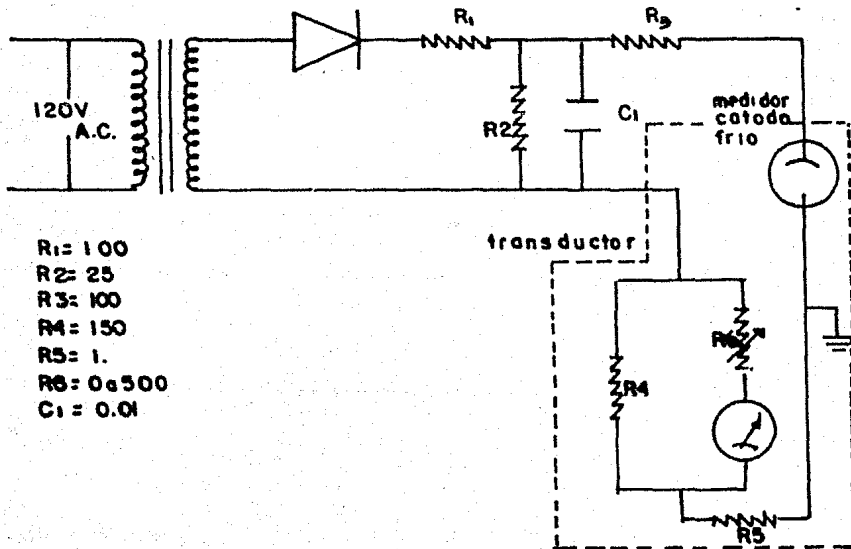 R1
R3
120V
A.C.
R2
C1
medidor
catodo
frio
transductor
R1= 100
R2= 25
R3= 100
R4= 150
R5= 1.
R6= 0a500
C1 = 0.01
R6
R4
R5